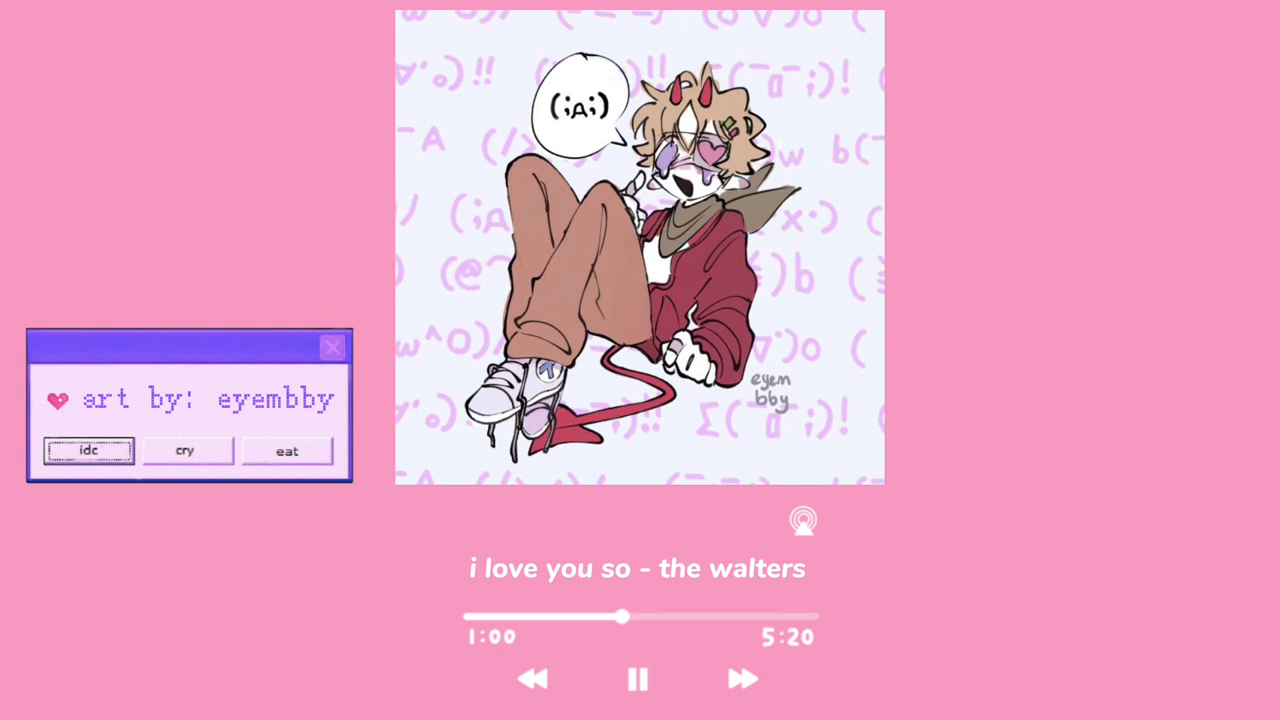 (;д;)
eyem
bby
art by: eyembby
idc
cry
eat
i love you so - the walters
1:00
5:20